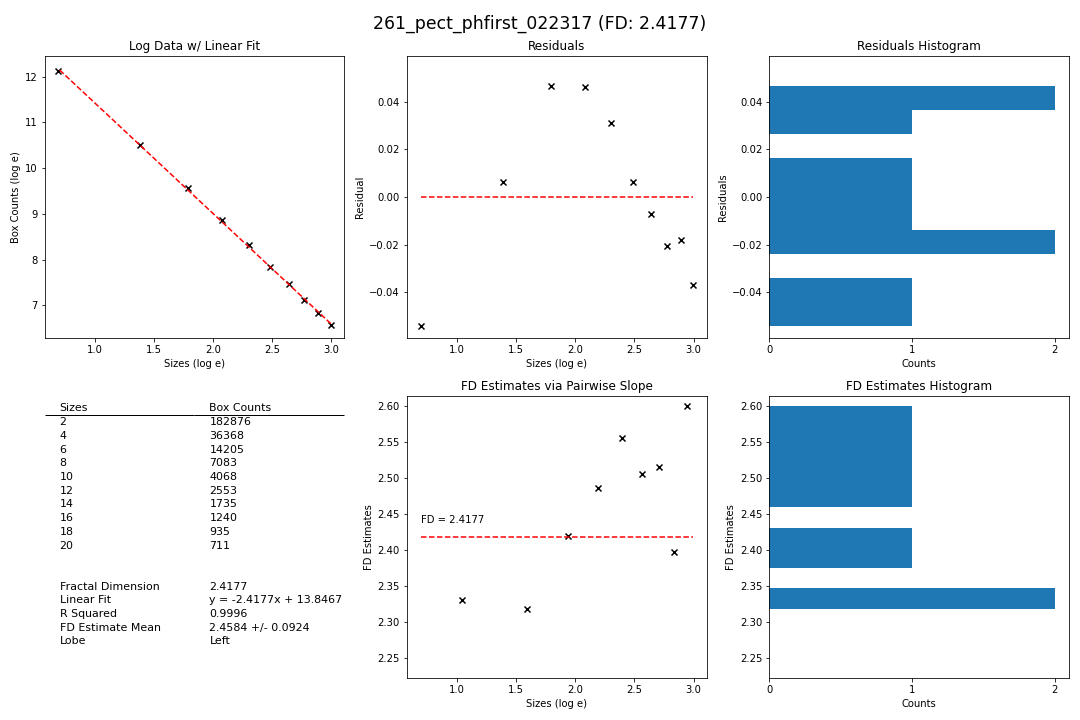 261_pect_phfirst_022317 (FD: 2.4177)
Log Data w/ Linear Fit
Box Counts (log e)
12
11
10
9
8
7
1.0 1.5 2.0 2.5 3.0
Sizes (log e)
Residuals
Residual
0.04
0.02
0.00
−0.02
−0.04
1.0 1.5 2.0 2.5 3.0
Sizes (log e)
Residuals Histogram
Residuals
0.04
0.02
0.00
−0.02
−0.04
0 1 2
Counts
Sizes Box Counts
2 182876
4 36368
6 14205
8 7083
10 4068
12 2553
14 1735
16 1240
18 935
20 711
Fractal Dimension 2.4177
Linear Fit y = -2.4177x + 13.8467
R Squared 0.9996
FD Estimate Mean 2.4584 +/- 0.0924
Lobe Left
FD Estimates via Pairwise Slope
FD Estimates
2.60
2.55
2.50
2.45
2.40
2.35
2.30
2.25
FD = 2.4177
1.0 1.5 2.0 2.5 3.0
Sizes (log e)
FD Estimates Histogram
FD Estimates
2.60
2.55
2.50
2.45
2.40
2.35
2.30
2.25
0 1 2
Counts